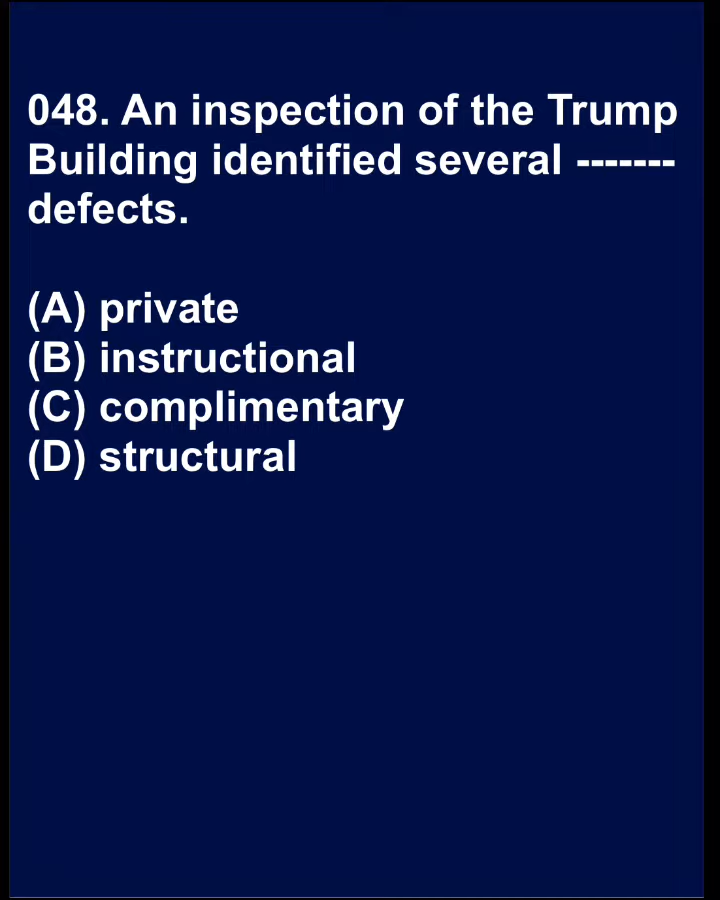 048. An inspection of the Trump
Building identified several -------
defects.
(A) private
(B) instructional
(C) complimentary
(D) structural